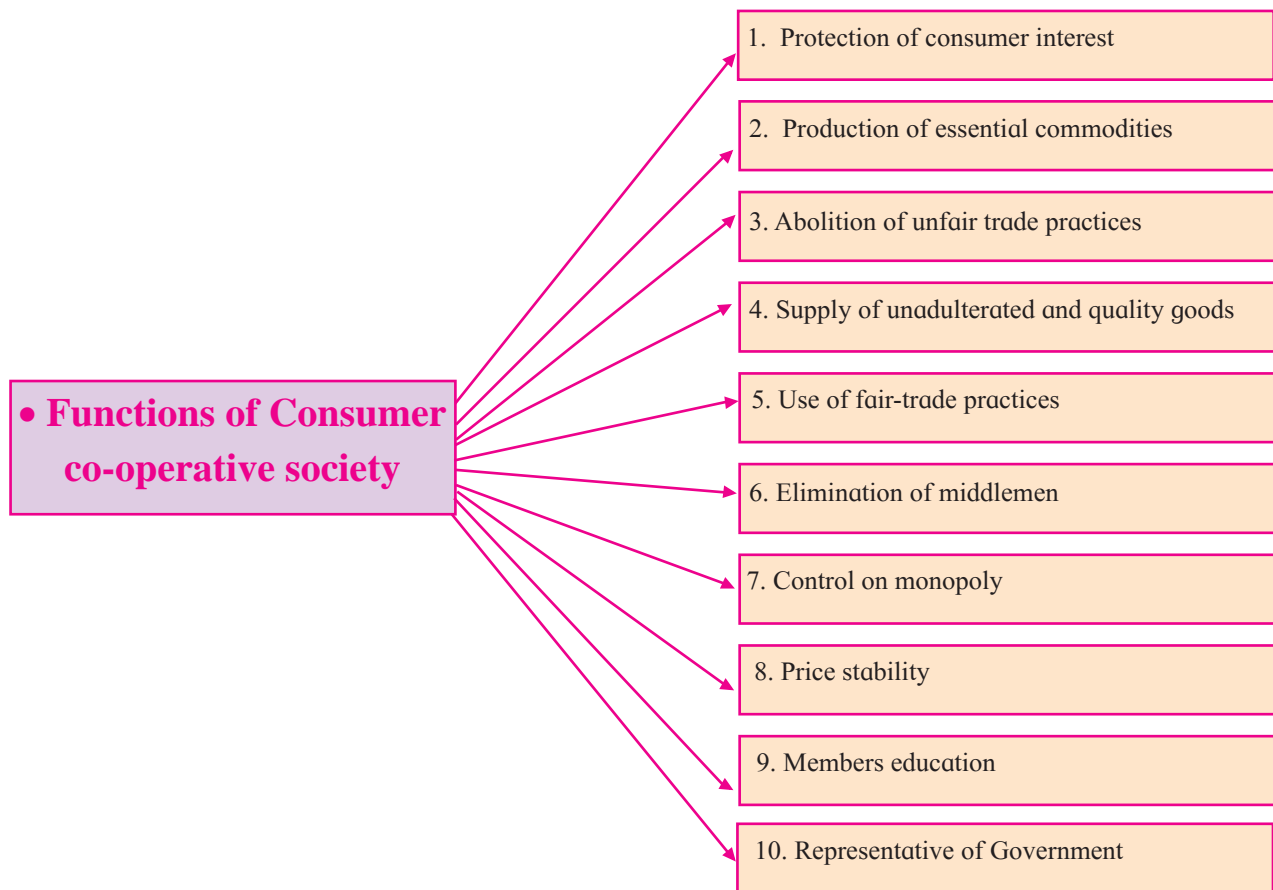 • Functions of Consumer
co-operative society
1. Protection of consumer interest
2. Production of essential commodities
3. Abolition of unfair trade practices
4. Supply of unadulterated and quality goods
5. Use of fair-trade practices
6. Elimination of middlemen
7. Control on monopoly
8. Price stability
9. Members education
10. Representative of Government